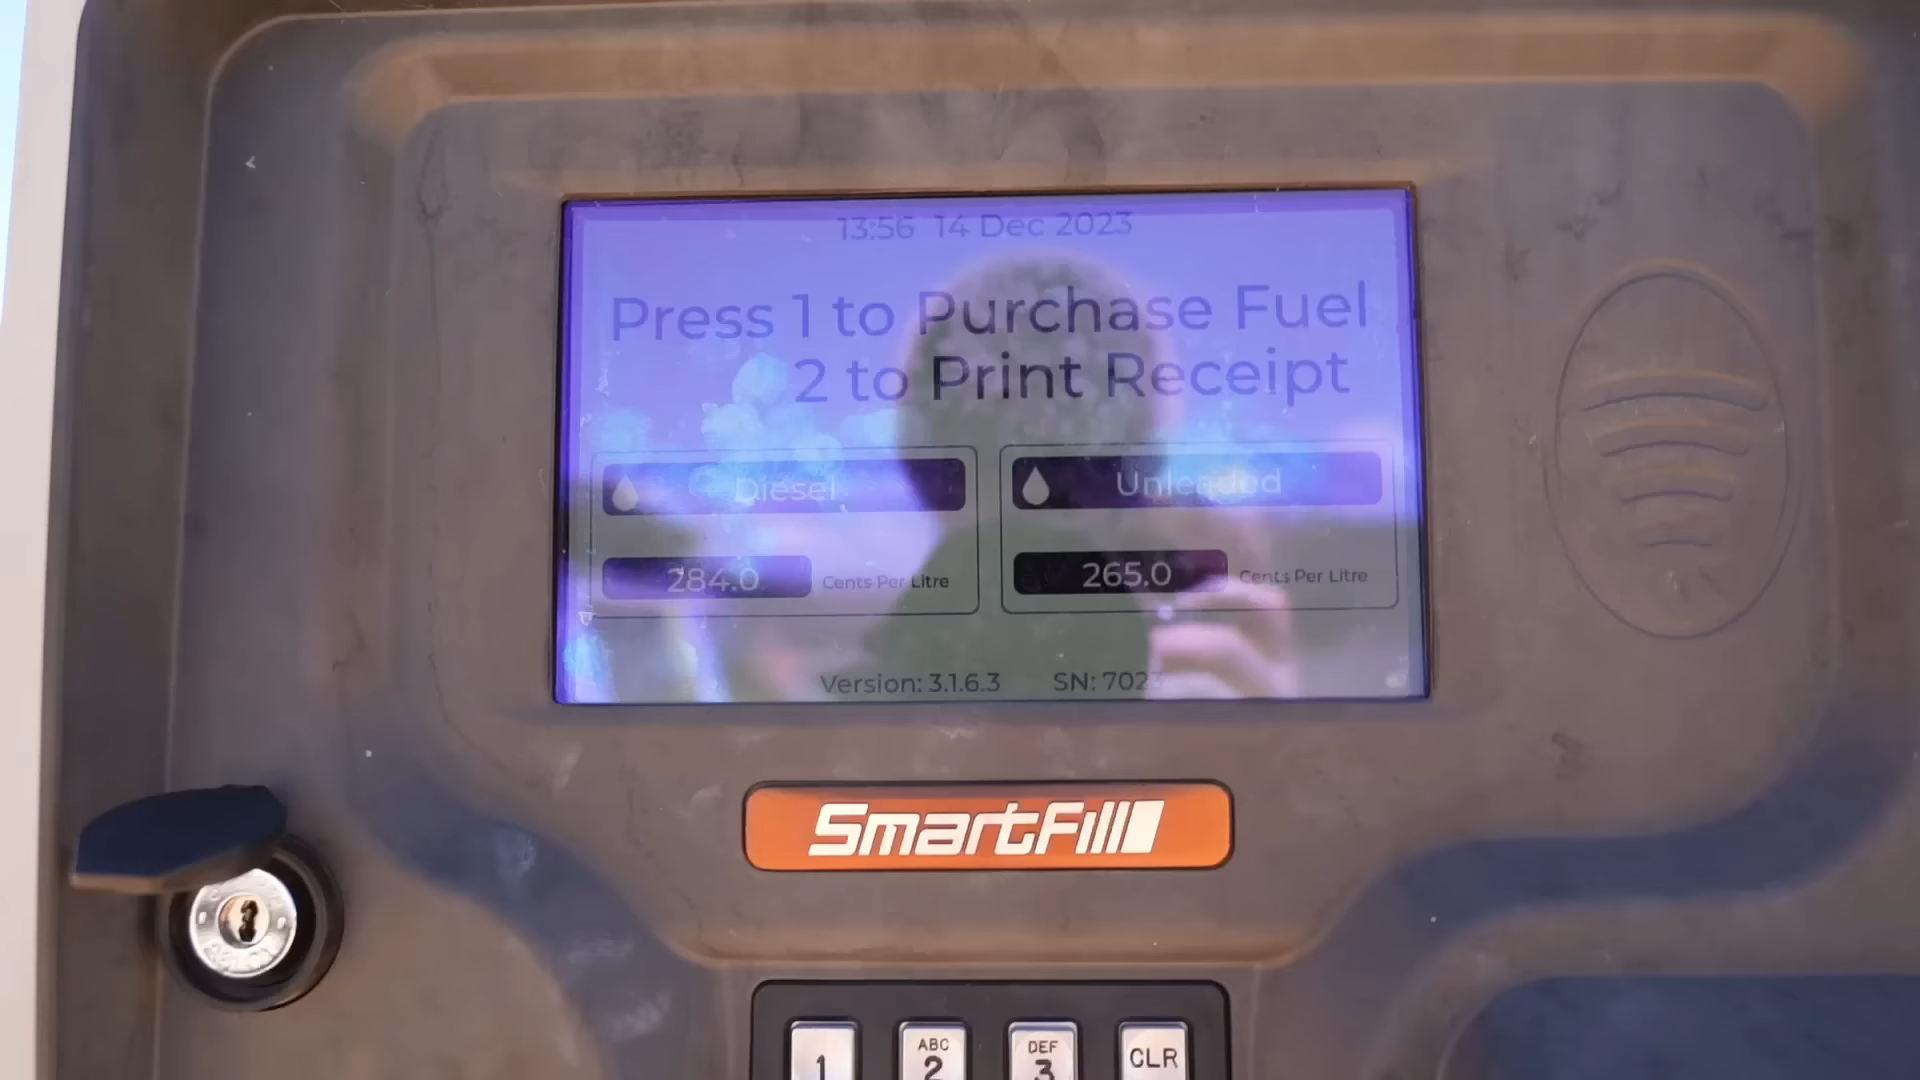 13:56 14 Dec 2023
Press 1 to Purchase Fuel
2 to Print Receipt
Diesel
Unleaded
284.0 Cents Per Litre
265.0 Cents Per Litre
Version: 3.1.6.3 SN: 7023
SmartFill
1
ABC
2
DEF
3
CLR